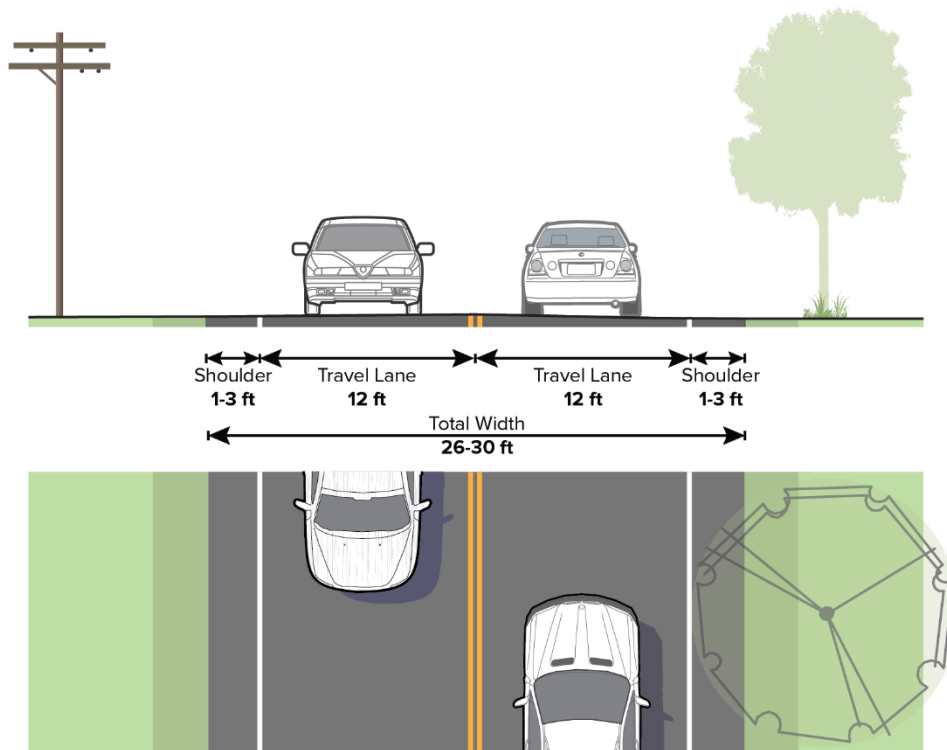 Shoulder
1-3 ft
Travel Lane
12 ft
Travel Lane
12 ft
Shoulder
1-3 ft
Total Width
26-30 ft